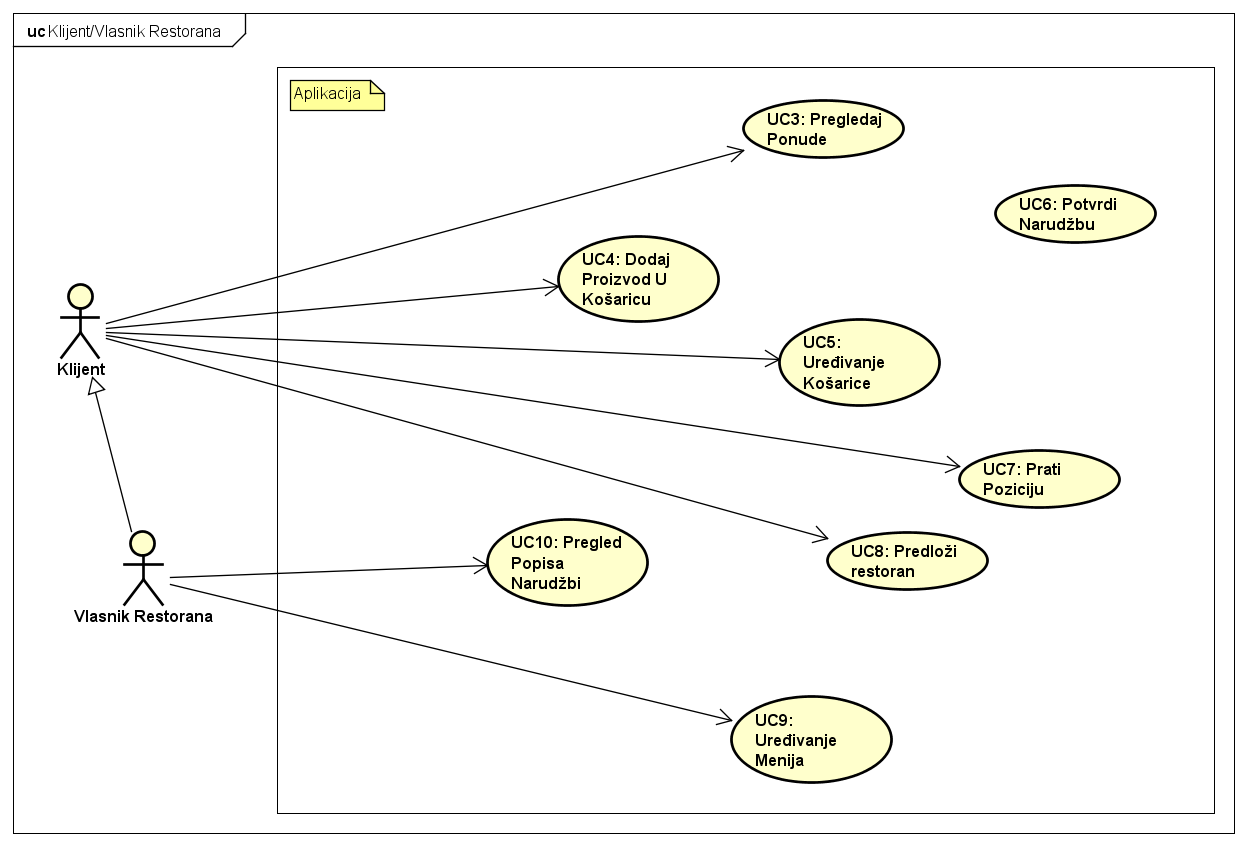 uc Klijent/Vlasnik Restorana
Aplikacija
UC3: Pregledaj
Ponude
UC6: Potvrdi
Narudžbu
UC4: Dodaj
Proizvod U
Košaricu
Klijent
UC5:
Uređivanje
Košarice
UC7: Prati
Poziciju
UC10: Pregled
Popisa
Narudžbi
UC8: Predloži
restoran
Vlasnik Restorana
UC9:
Uređivanje
Menija